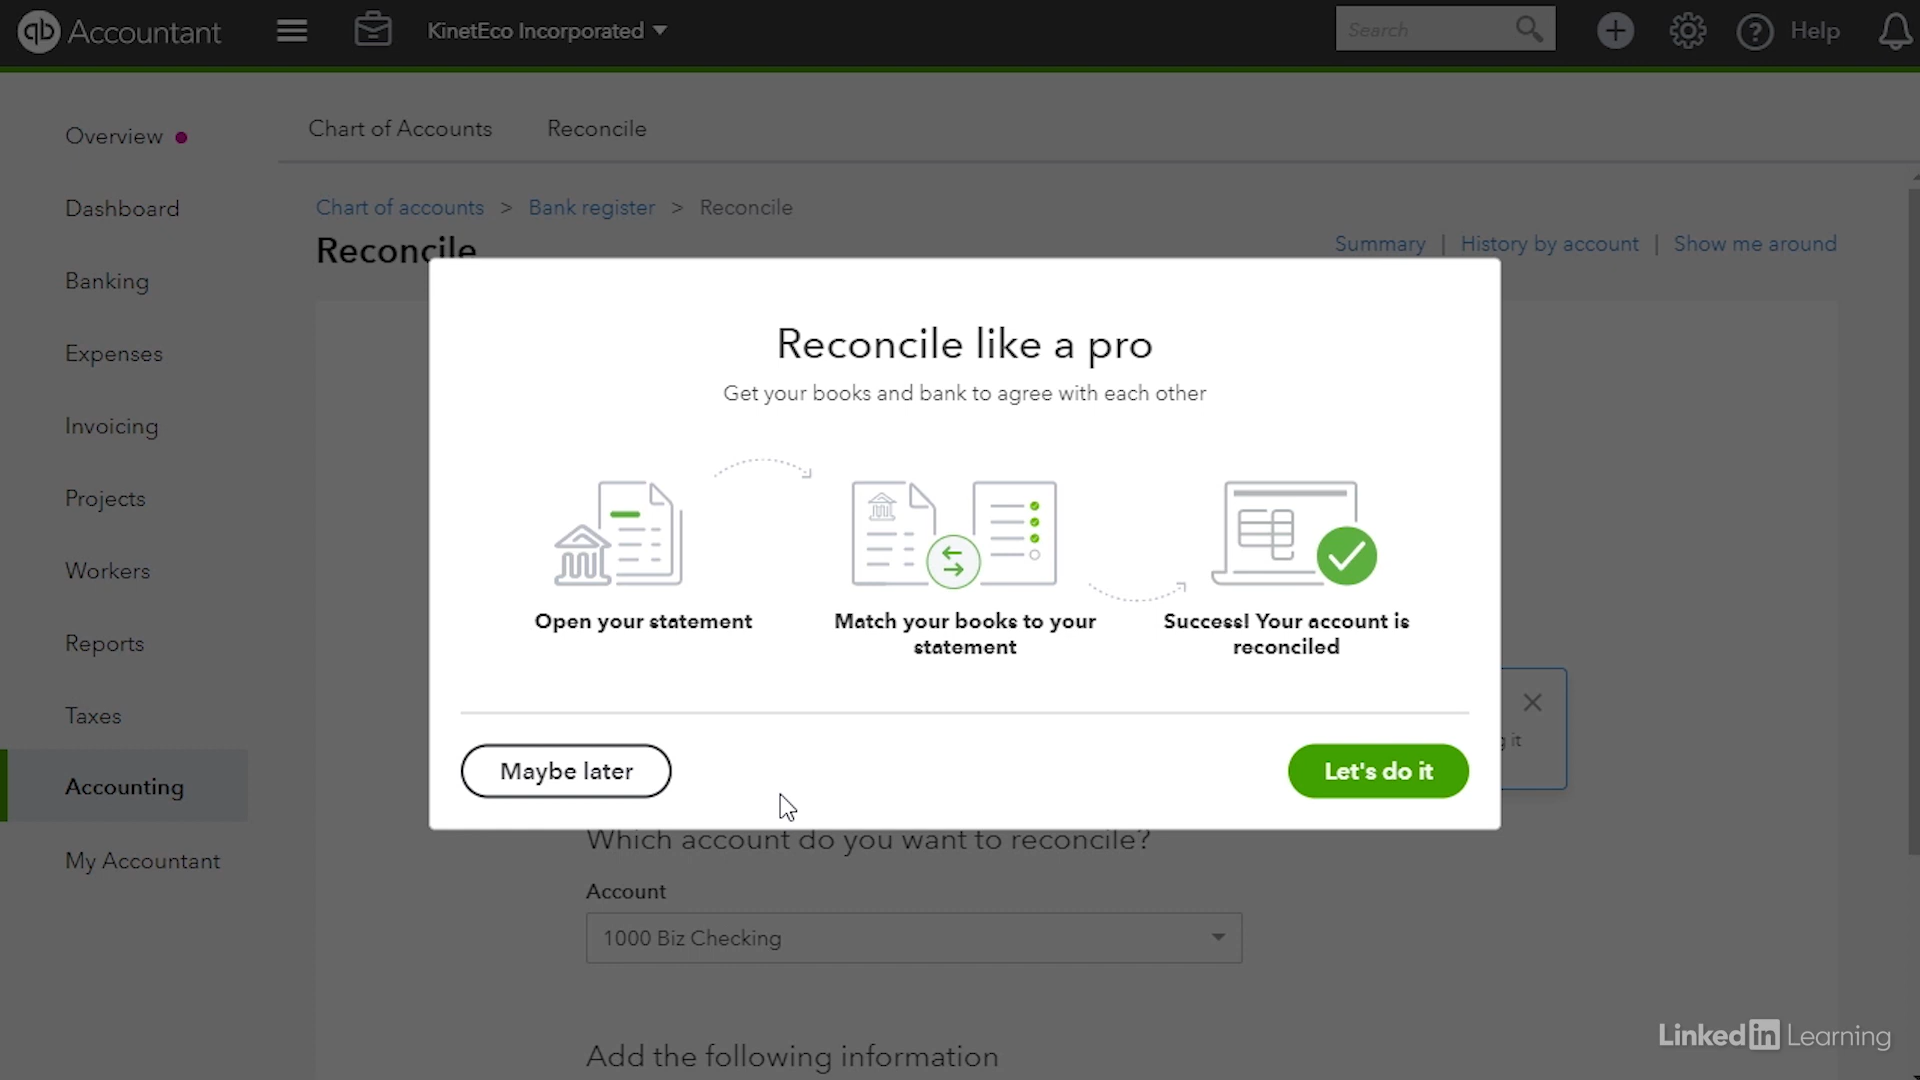 qb Accountant
KinetEco Incorporated
Search
Help
Overview
Dashboard
Banking
Expenses
Invoicing
Projects
Workers
Reports
Taxes
Accounting
My Accountant
Chart of Accounts
Reconcile
Chart of accounts > Bank register > Reconcile
Reconcile
Summary | History by account | Show me around
Reconcile like a pro
Get your books and bank to agree with each other
Open your statement
Match your books to your
statement
Success! Your account is
reconciled
it
Maybe later
Let's do it
Which account do you want to reconcile?
Account
1000 Biz Checking
Add the following information
LinkedIn Learning